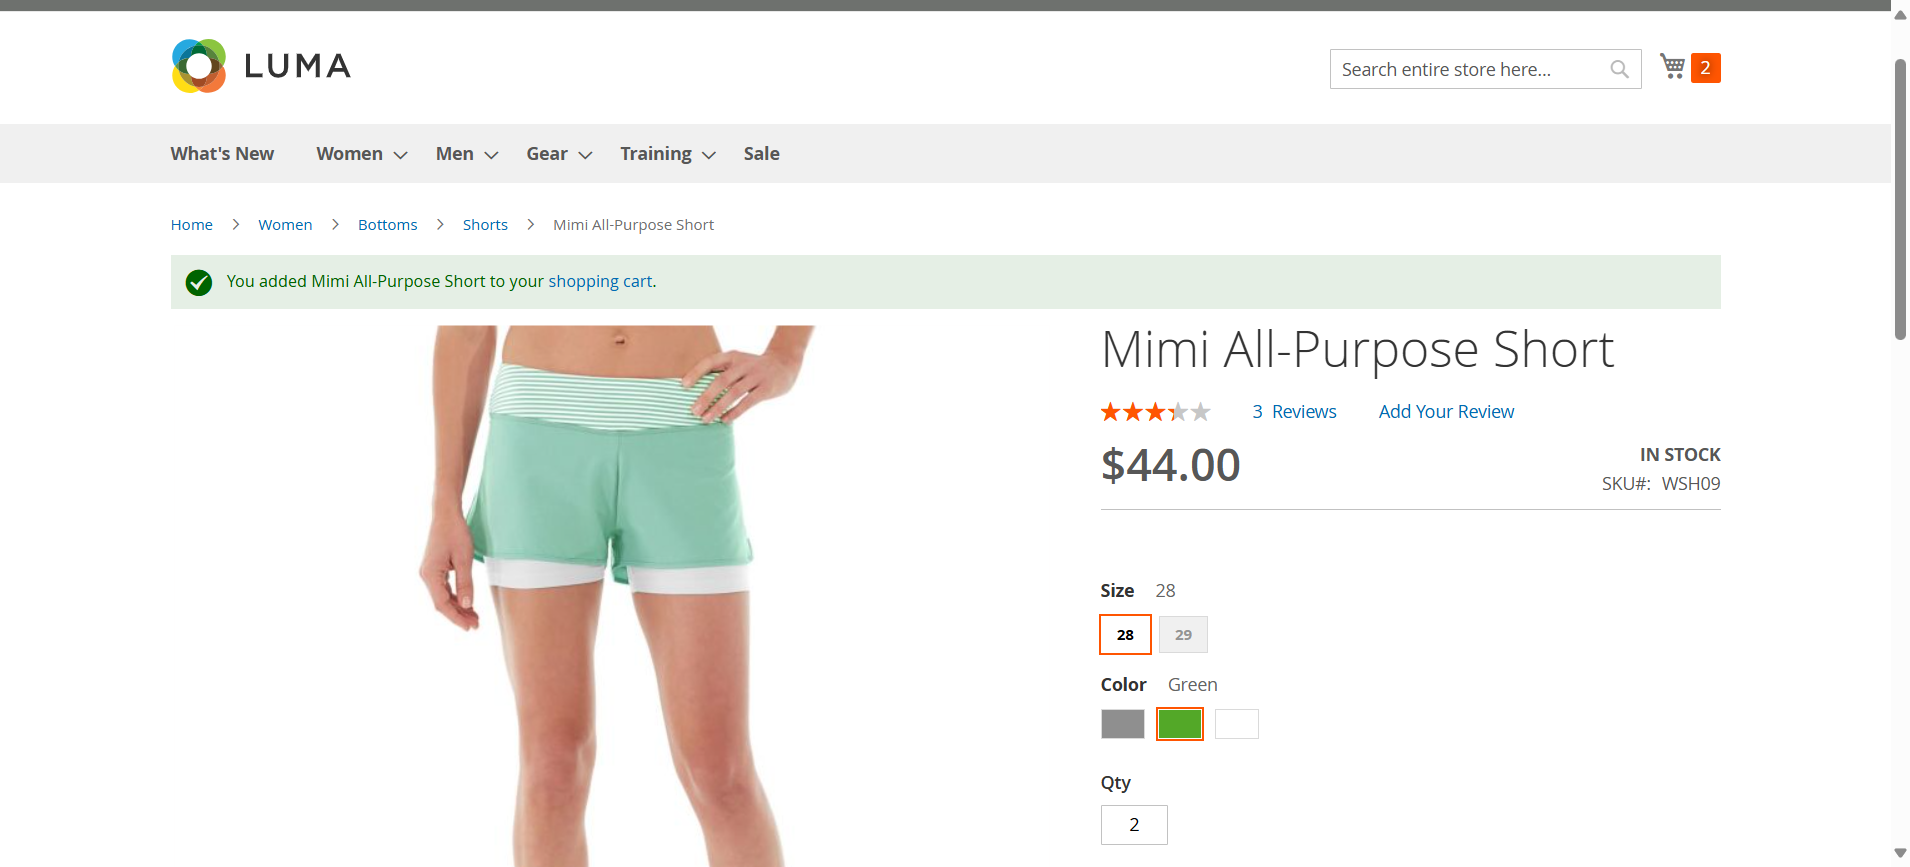 LUMA
Search entire store here...
2
What's New Women Men Gear Training Sale
Home Women Bottoms Shorts Mimi All-Purpose Short
You added Mimi All-Purpose Short to your shopping cart.
Mimi All-Purpose Short
3 Reviews Add Your Review
$44.00
IN STOCK
SKU#: WSH09
Size 28
28 29
Color Green
Qty
2